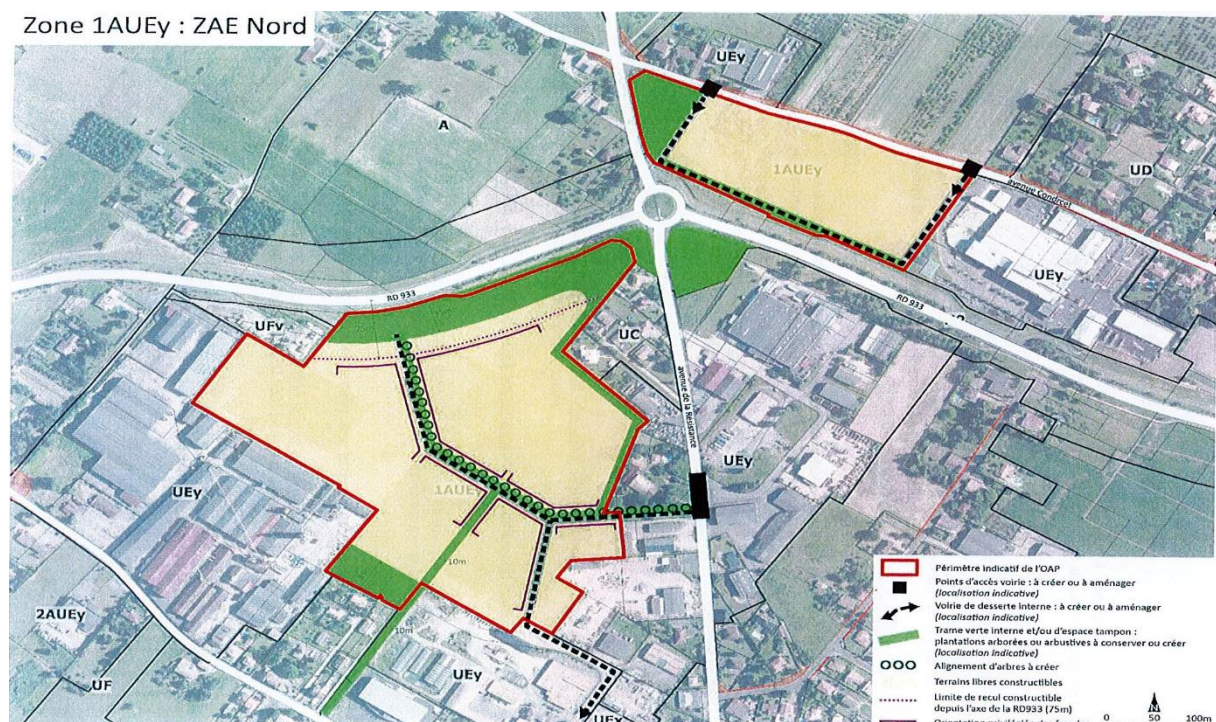 Zone 1AUEy : ZAE Nord
UEy
A
1AUEy
UD
avenue Condrcet
UEy
RD 933
RD 933
UFv
UC
avenue de la Résistance
UEy
1AUEy
UEy
10m
2AUEy
10m
UF
UEy
UEx
Périmètre indicatif de l'OAP
Points d'accès voirie : à créer ou à aménager
(localisation indicative)
Voirie de desserte interne : à créer ou à aménager
(localisation indicative)
Trame verte interne et/ou d'espace tampon :
plantations arborées ou arbustives à conserver ou créer
(localisation indicative)
Alignement d'arbres à créer
Terrains libres constructibles
Limite de recul constructible
depuis l'axe de la RD933 (75m)
N
0 50 100m